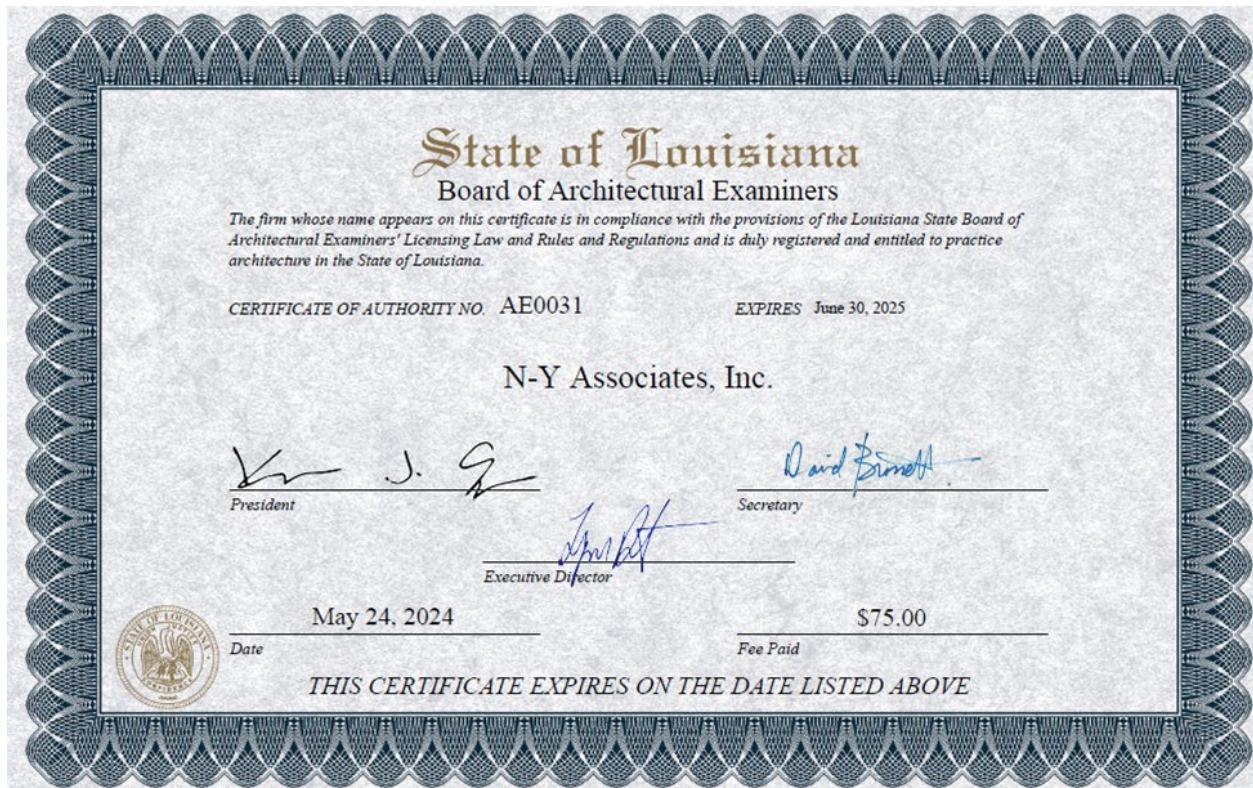 State of Louisiana
Board of Architectural Examiners
The firm whose name appears on this certificate is in compliance with the provisions of the Louisiana State Board of
Architectural Examiners' Licensing Law and Rules and Regulations and is duly registered and entitled to practice
architecture in the State of Louisiana.
CERTIFICATE OF AUTHORITY NO. AE0031 EXPIRES June 30, 2025
N-Y Associates, Inc.
J. David
President Secretary
Executive Director
May 24, 2024 $75.00
Date Fee Paid
STATE OF LOUISIANA
THIS CERTIFICATE EXPIRES ON THE DATE LISTED ABOVE